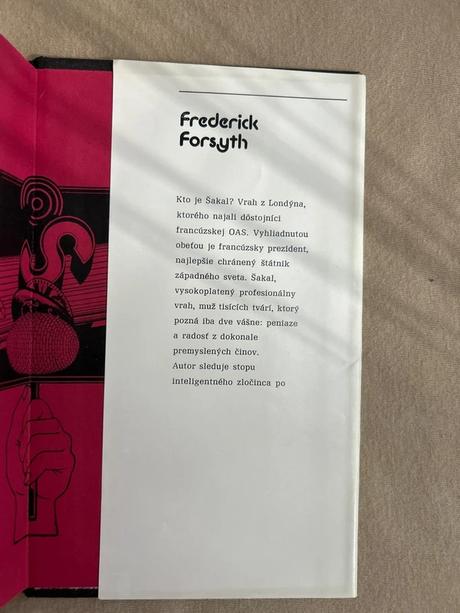 Frederick
Forsyth
Kto je Šakal? Vrah z Londýna,
ktorého najali dôstojníci
francúzskej OAS. Vyhliadnutou
obeťou je francúzsky prezident,
najlepšie chránený štátnik
západného sveta. Šakal,
vysokoplatený profesionálny
vrah, muž tisícich tvárí, ktorý
pozná iba dve vášne: peniaze
a radosť z dokonale
premyslených činov.
Autor sleduje stopu
inteligentného zločinca po